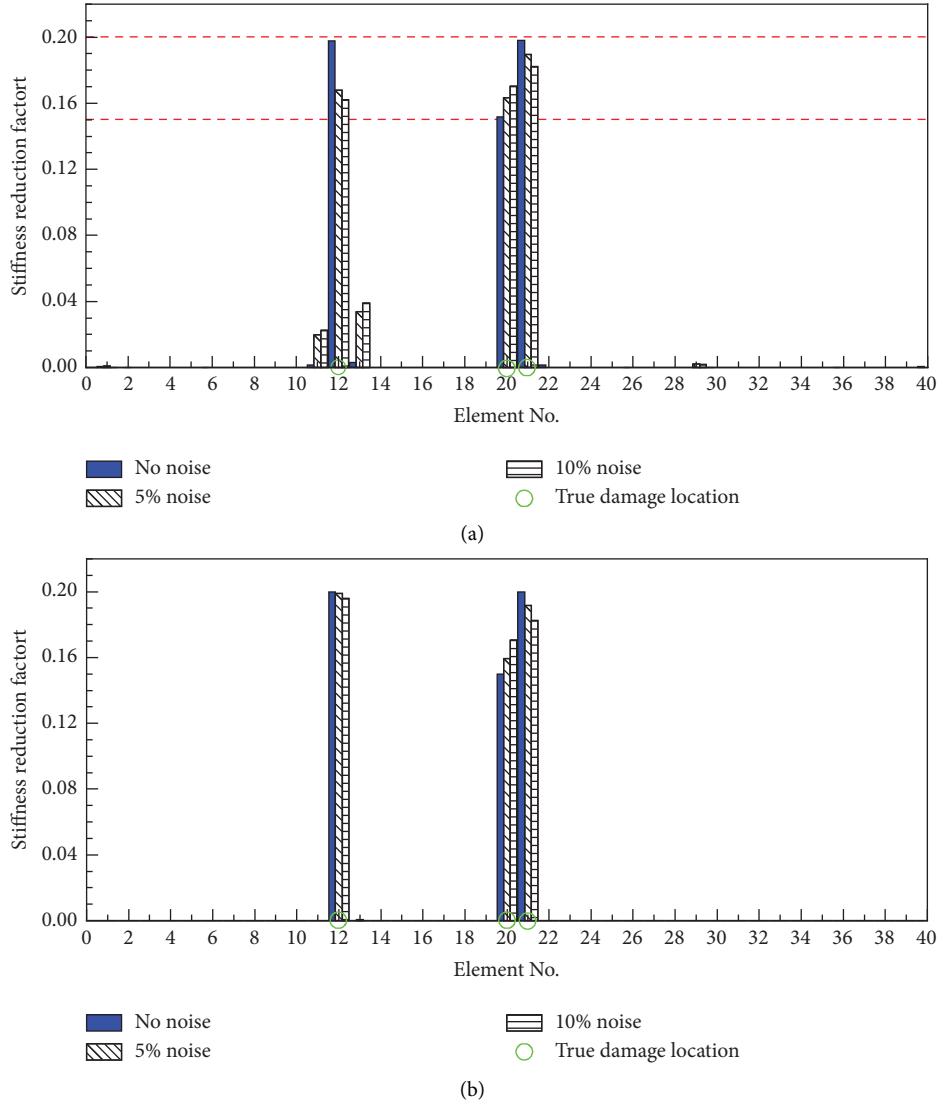 0.20
0.16
0.12
0.08
0.04
0.00
Stiffness reduction factort
0 2 4 6 8 10 12 14 16 18 20 22 24 26 28 30 32 34 36 38 40
Element No.
No noise
5% noise
10% noise
True damage location
(a)
0.20
0.16
0.12
0.08
0.04
0.00
Stiffness reduction factort
0 2 4 6 8 10 12 14 16 18 20 22 24 26 28 30 32 34 36 38 40
Element No.
No noise
5% noise
10% noise
True damage location
(b)